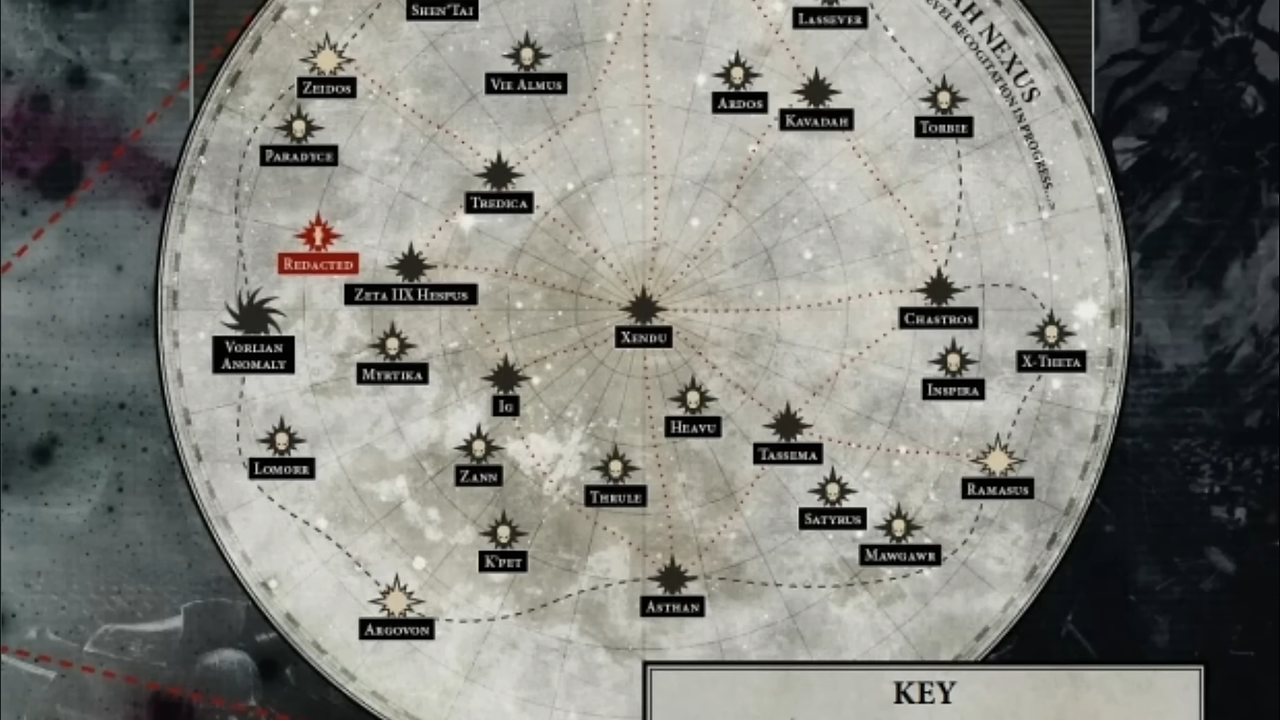 Shen'Tai
Lassever
AH NEXUS
EVEL RECOGITATION IN PROGRESS...>
Zeidos
Vie Almus
Ardos
Kavadah
Torbie
Paradyce
Tredica
Redacted
Zeta IIX Hespus
Chastros
Xendu
Vorlian
Anomaly
Myrtika
X-Theta
Inspira
Ig
Heavu
Tassema
Lomorr
Zann
Thrule
Ramasus
Satyrus
K'pet
Mawgawr
Asthan
Argovon
KEY